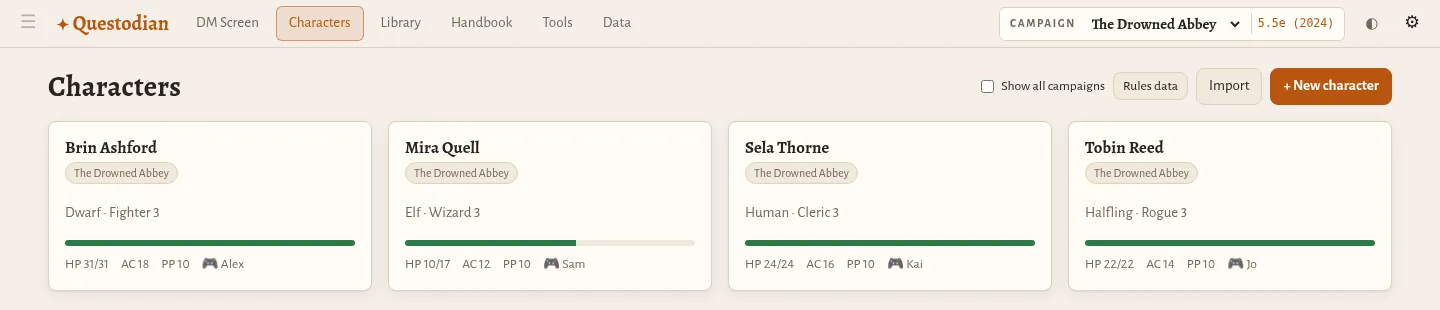 Questodian
DM Screen
Characters
Library
Handbook
Tools
Data
CAMPAIGN The Drowned Abbey 5.5e (2024)
Characters
Show all campaigns
Rules data
Import
+ New character
Brin Ashford
The Drowned Abbey
Dwarf · Fighter 3
HP 31/31 AC 18 PP 10 Alex
Mira Quell
The Drowned Abbey
Elf · Wizard 3
HP 10/17 AC 12 PP 10 Sam
Sela Thorne
The Drowned Abbey
Human · Cleric 3
HP 24/24 AC 16 PP 10 Kai
Tobin Reed
The Drowned Abbey
Halfling · Rogue 3
HP 22/22 AC 14 PP 10 Jo